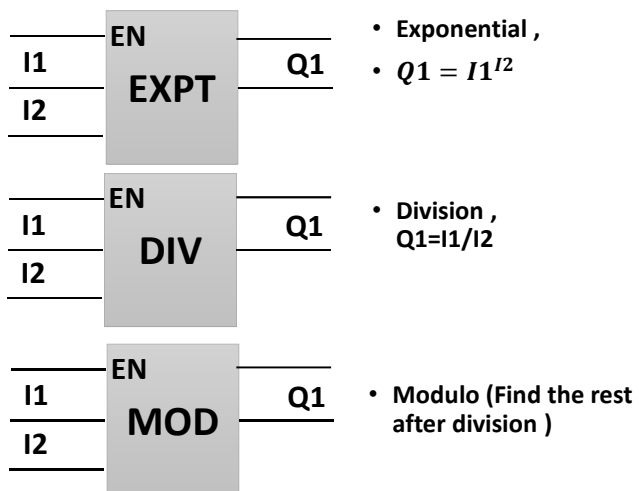 EN
I1
Q1
EXPT
I2
• Exponential ,
• Q1 = I1^{I2}
EN
I1
Q1
DIV
I2
• Division ,
Q1=I1/I2
EN
I1
Q1
MOD
I2
• Modulo (Find the rest
after division )